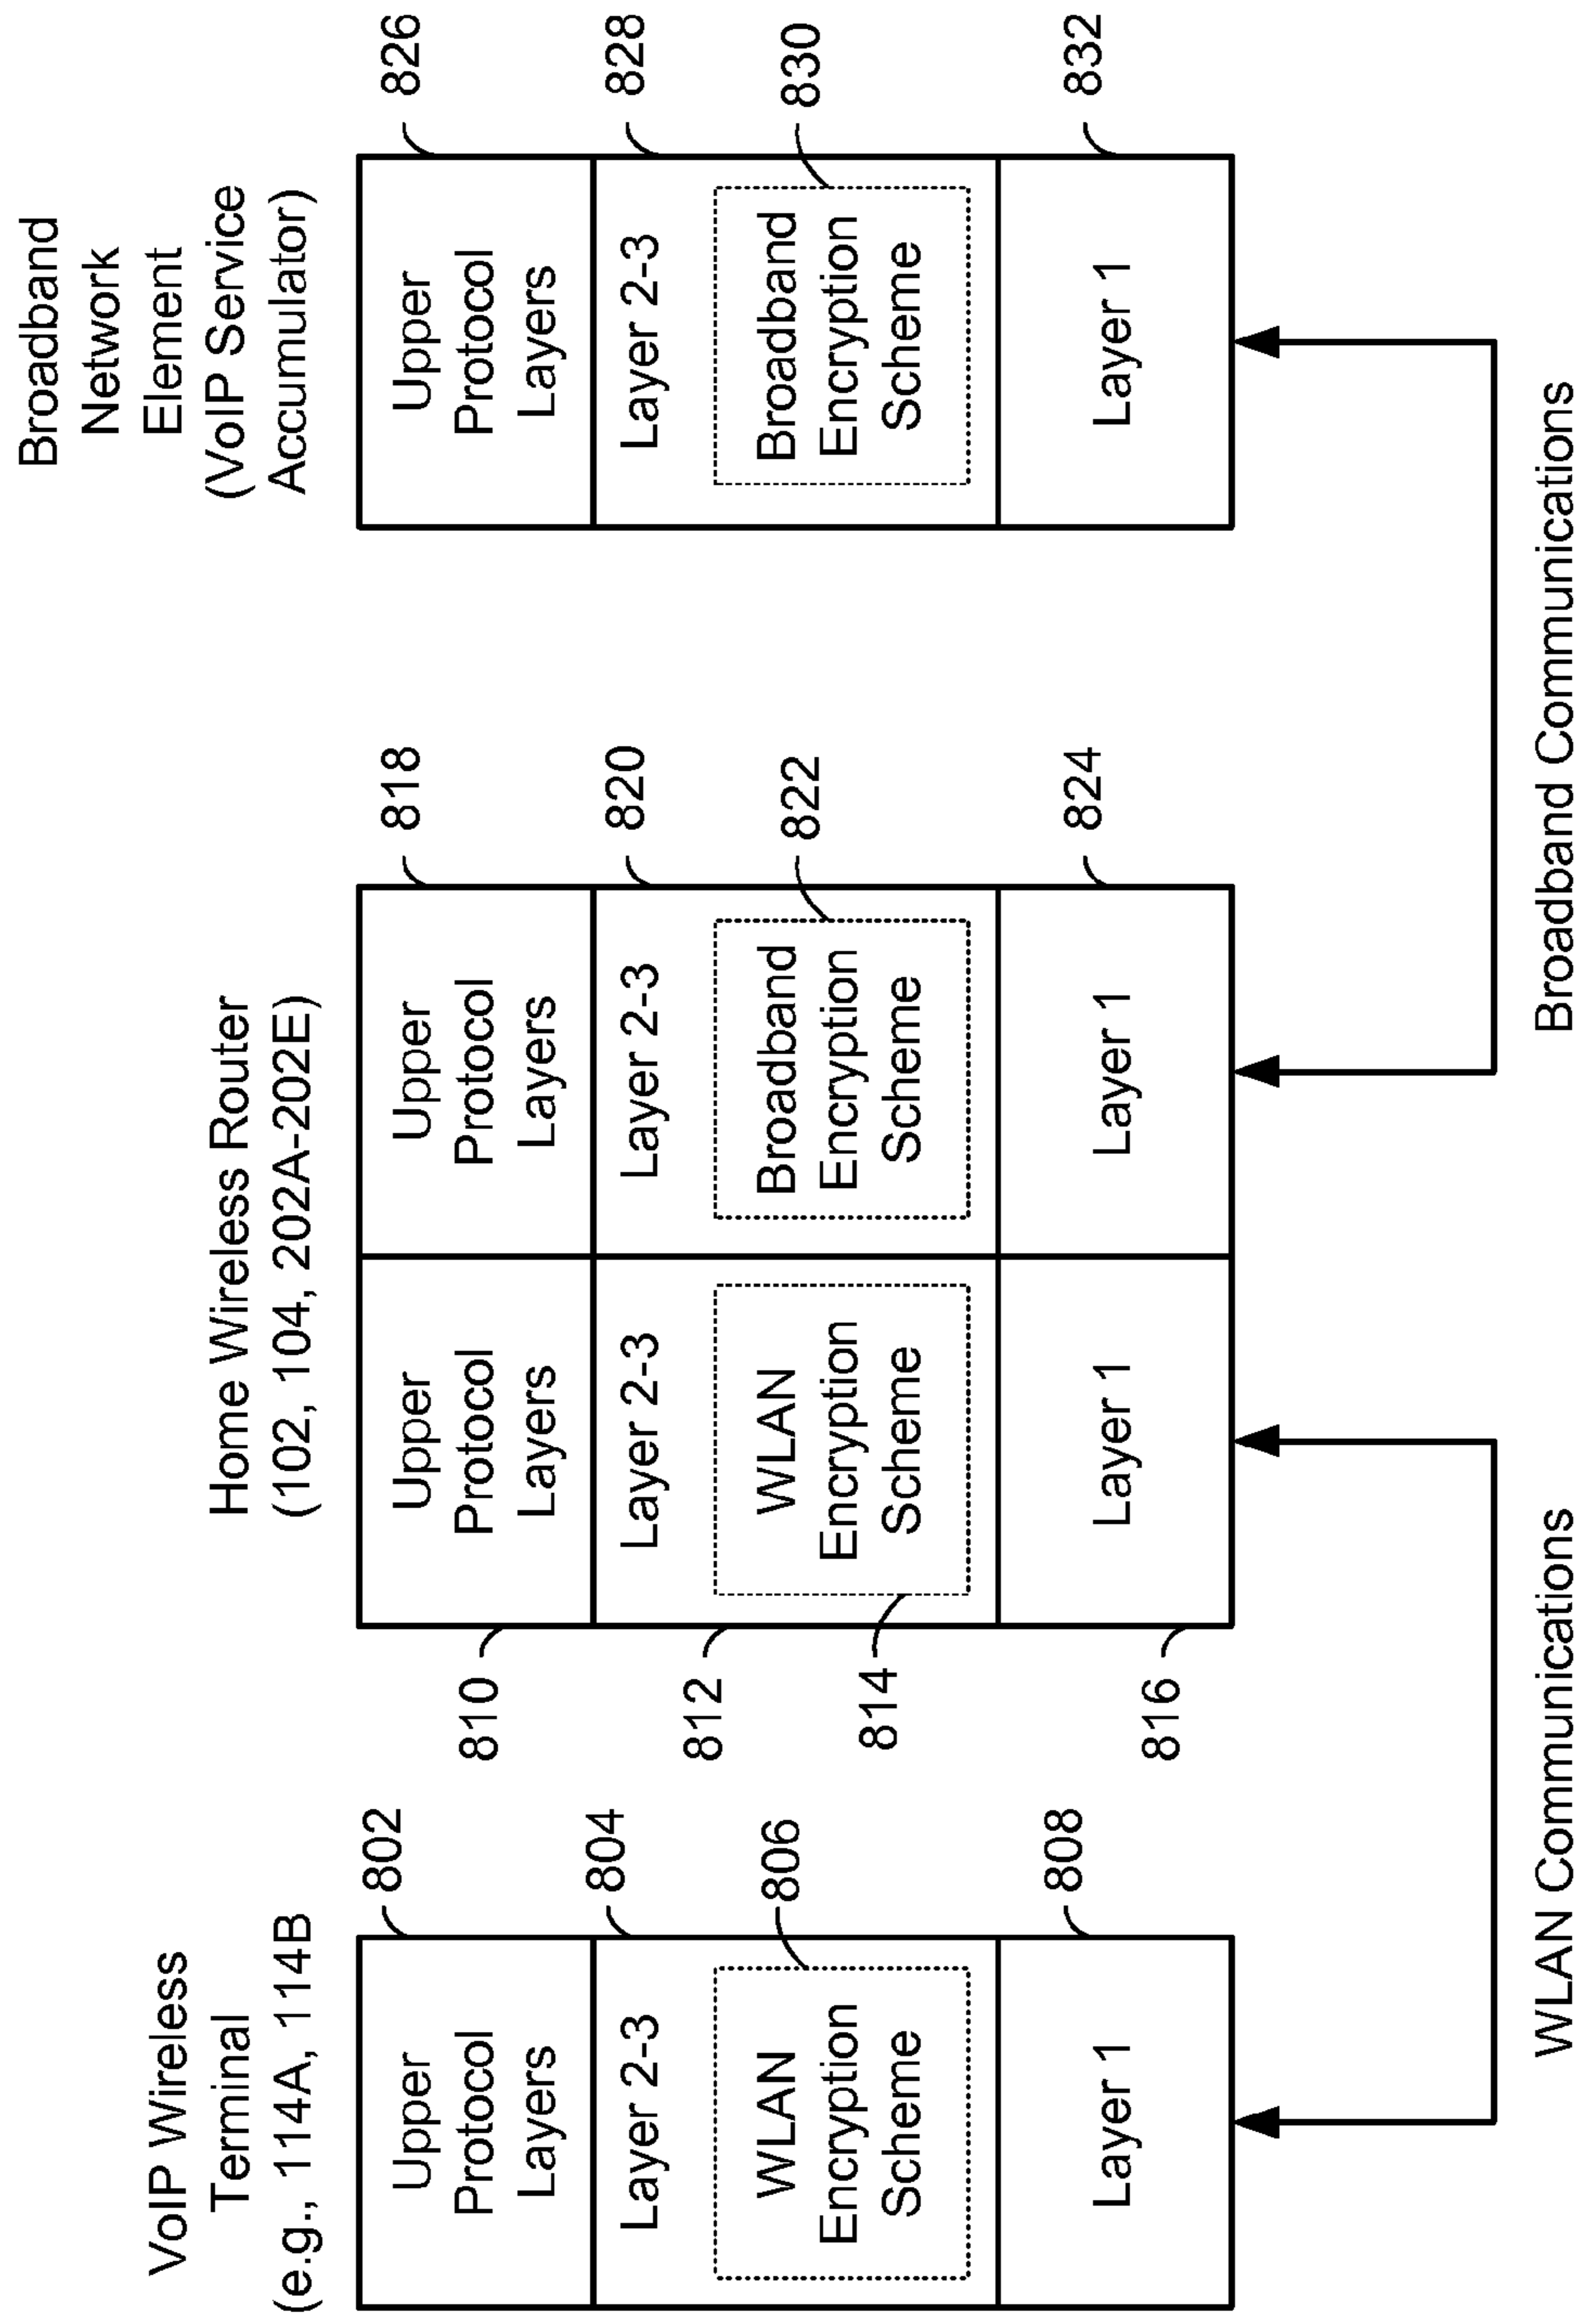 VoIP Wireless
Terminal
(e.g., 114A, 114B
802
Upper
Protocol
Layers
804
Layer 2-3
806
WLAN
Encryption
Scheme
808
Layer 1
Home Wireless Router
(102, 104, 202A-202E)
810
Upper
Protocol
Layers
812
Layer 2-3
814
WLAN
Encryption
Scheme
816
Layer 1
818
Upper
Protocol
Layers
820
Layer 2-3
822
Broadband
Encryption
Scheme
824
Layer 1
Broadband
Network
Element
(VoIP Service
Accumulator)
826
Upper
Protocol
Layers
828
Layer 2-3
830
Broadband
Encryption
Scheme
832
Layer 1
WLAN Communications
Broadband Communications